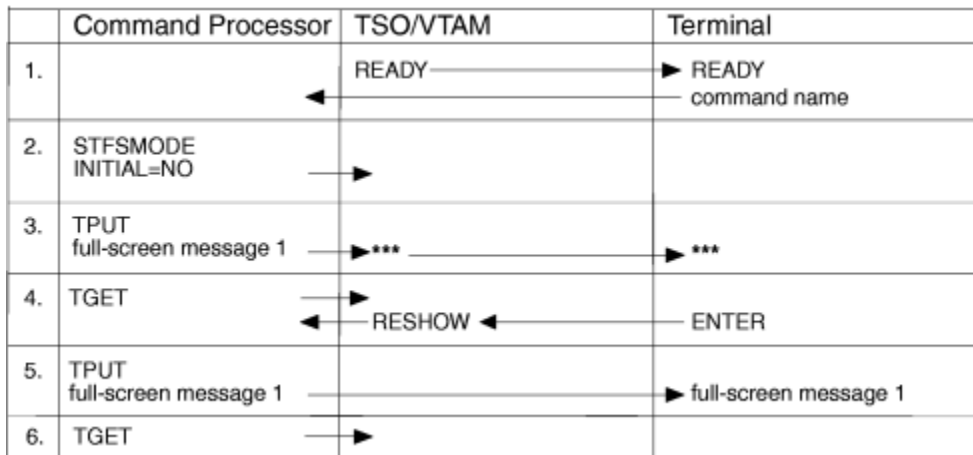 Command Processor TSO/VTAM Terminal
1. READY READY
command name
2. STFSMODE
INITIAL=NO
3. TPUT
full-screen message 1 *** ***
4. TGET
RESHOW ENTER
5. TPUT
full-screen message 1 full-screen message 1
6. TGET